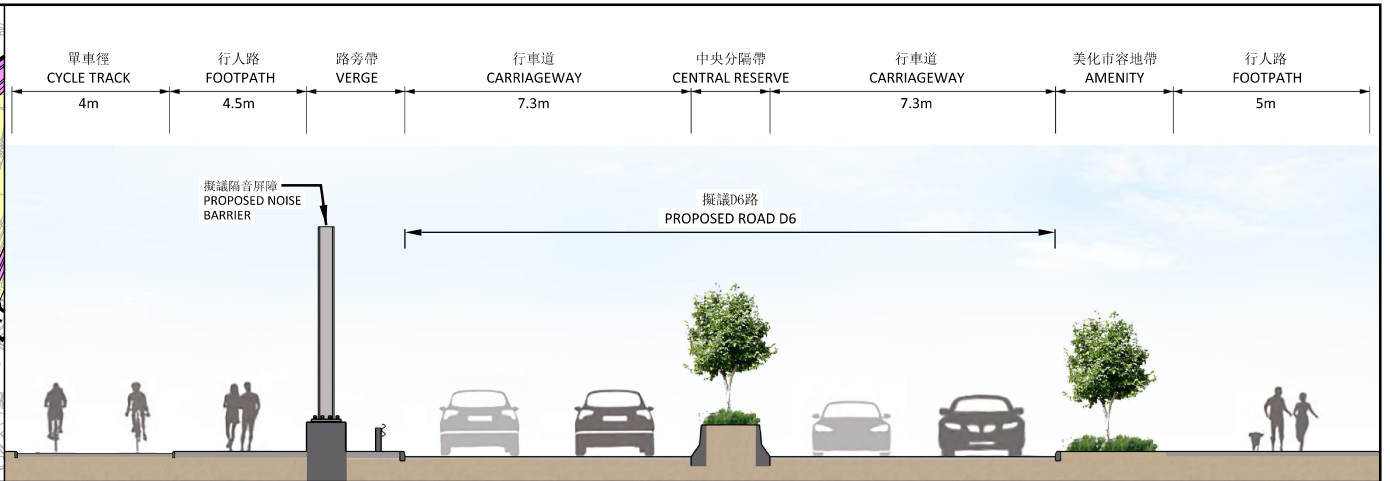 單車徑
CYCLE TRACK
4m
行人路
FOOTPATH
4.5m
路旁帶
VERGE
行車道
CARRIAGEWAY
7.3m
中央分隔帶
CENTRAL RESERVE
行車道
CARRIAGEWAY
7.3m
美化市容地帶
AMENITY
行人路
FOOTPATH
5m
擬議隔音屏障
PROPOSED NOISE
BARRIER
擬議D6路
PROPOSED ROAD D6